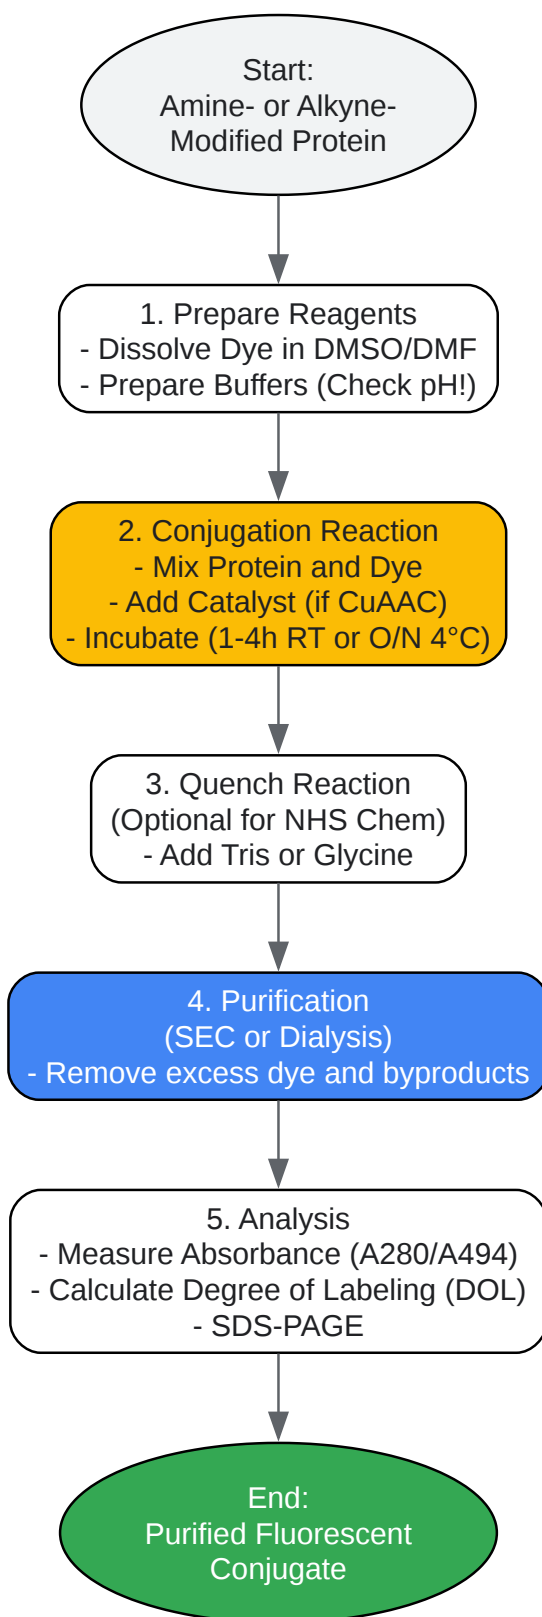 Start:
Amine- or Alkyne-
Modified Protein
1. Prepare Reagents
- Dissolve Dye in DMSO/DMF
- Prepare Buffers (Check pH!)
2. Conjugation Reaction
- Mix Protein and Dye
- Add Catalyst (if CuAAC)
- Incubate (1-4h RT or O/N 4°C)
3. Quench Reaction
(Optional for NHS Chem)
- Add Tris or Glycine
4. Purification
(SEC or Dialysis)
- Remove excess dye and byproducts
5. Analysis
- Measure Absorbance (A280/A494)
- Calculate Degree of Labeling (DOL)
- SDS-PAGE
End:
Purified Fluorescent
Conjugate